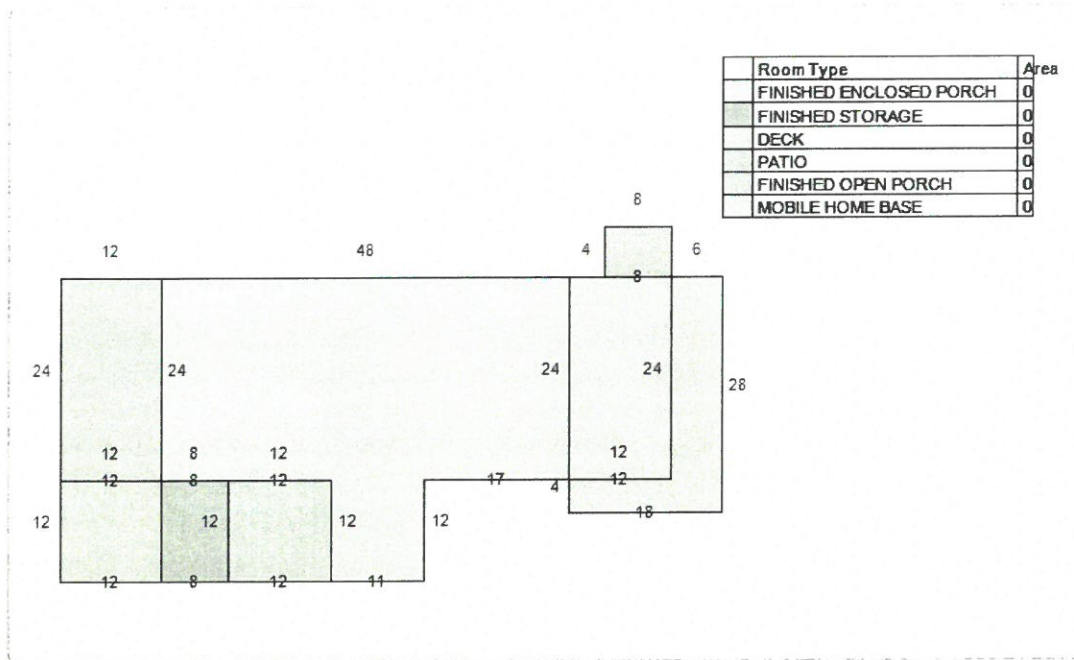 Room Type Area
FINISHED ENCLOSED PORCH 0
FINISHED STORAGE 0
DECK 0
PATIO 0
FINISHED OPEN PORCH 0
MOBILE HOME BASE 0
8
12 48 4 6
8
24 24 24 24 28
12 8 12 12
12 8 12 17 4 12
18
12 12 12 12
12 8 12 11